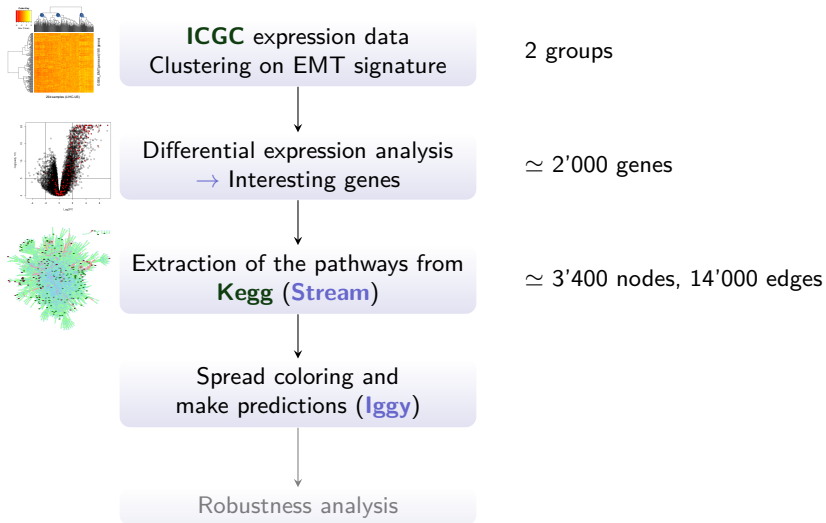 ICGC expression data
Clustering on EMT signature
2 groups
Differential expression analysis
→ Interesting genes
≃ 2'000 genes
Extraction of the pathways from
Kegg (Stream)
≃ 3'400 nodes, 14'000 edges
Spread coloring and
make predictions (Iggy)
Robustness analysis